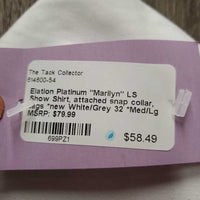 The Tack Collector
514600-54
Elation Platinum "Marilyn" LS
Show Shirt, attached snap collar,
tags *new White/Grey 32 *Med/Lg
MSRP: $79.99
$58.49
699PZ1